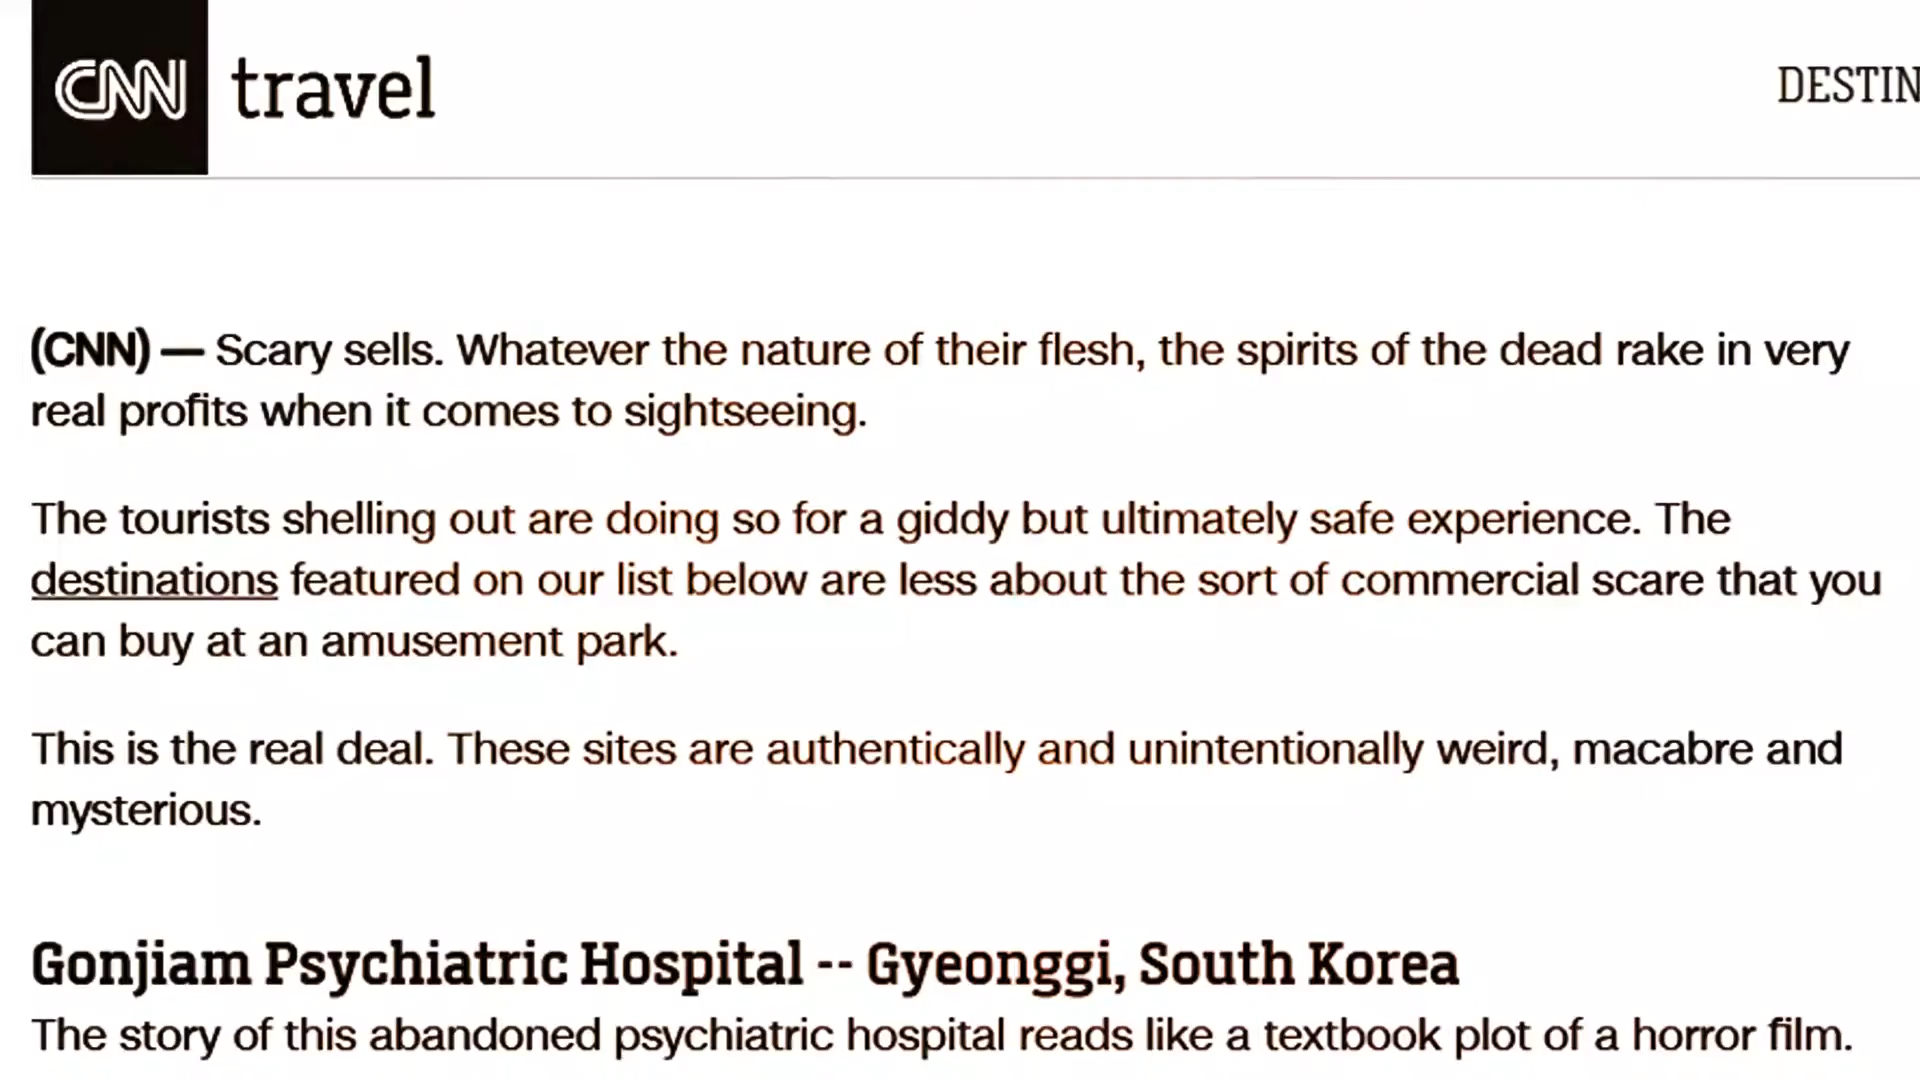 CNN travel
DESTIN
(CNN) — Scary sells. Whatever the nature of their flesh, the spirits of the dead rake in very
real profits when it comes to sightseeing.
The tourists shelling out are doing so for a giddy but ultimately safe experience. The
destinations featured on our list below are less about the sort of commercial scare that you
can buy at an amusement park.
This is the real deal. These sites are authentically and unintentionally weird, macabre and
mysterious.
Gonjiam Psychiatric Hospital -- Gyeonggi, South Korea
The story of this abandoned psychiatric hospital reads like a textbook plot of a horror film.